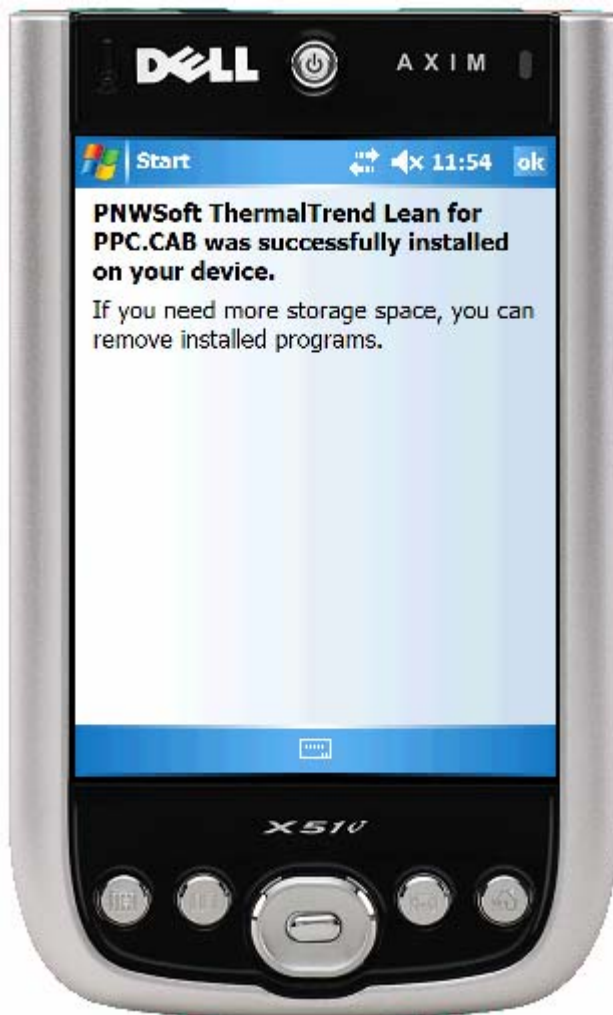 DELL AXIM
Start 11:54 ok
PNWSoft ThermalTrend Lean for
PPC.CAB was successfully installed
on your device.
If you need more storage space, you can
remove installed programs.
X51v